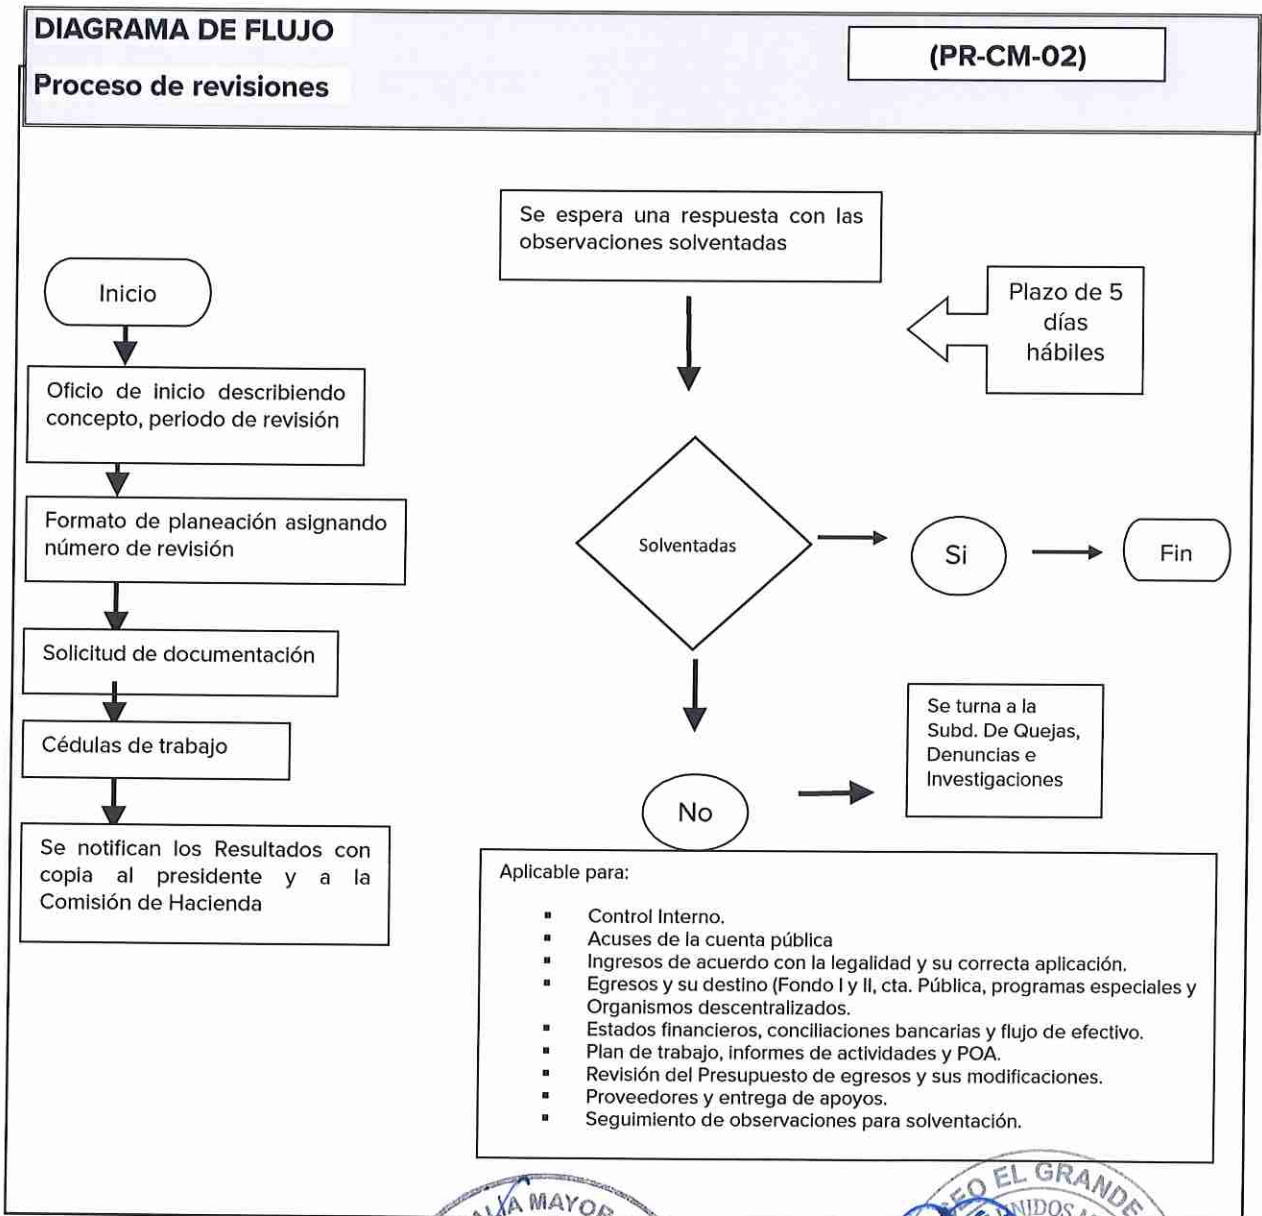 DIAGRAMA DE FLUJO
Proceso de revisiones
(PR-CM-02)
Inicio
Oficio de inicio describiendo
concepto, periodo de revisión
Formato de planeación asignando
número de revisión
Solicitud de documentación
Cédulas de trabajo
Se notifican los Resultados con
copia al presidente y a la
Comisión de Hacienda
Se espera una respuesta con las
observaciones solventadas
Plazo de 5
días
hábiles
Solventadas
Si
Fin
No
Se turna a la
Subd. De Quejas,
Denuncias e
Investigaciones
Aplicable para:
▪ Control Interno.
▪ Acuses de la cuenta pública
▪ Ingresos de acuerdo con la legalidad y su correcta aplicación.
▪ Egresos y su destino (Fondo I y II, cta. Pública, programas especiales y
Organismos descentralizados.
▪ Estados financieros, conciliaciones bancarias y flujo de efectivo.
▪ Plan de trabajo, informes de actividades y POA.
▪ Revisión del Presupuesto de egresos y sus modificaciones.
▪ Proveedores y entrega de apoyos.
▪ Seguimiento de observaciones para solventación.
MAYOR
EL GRANDE